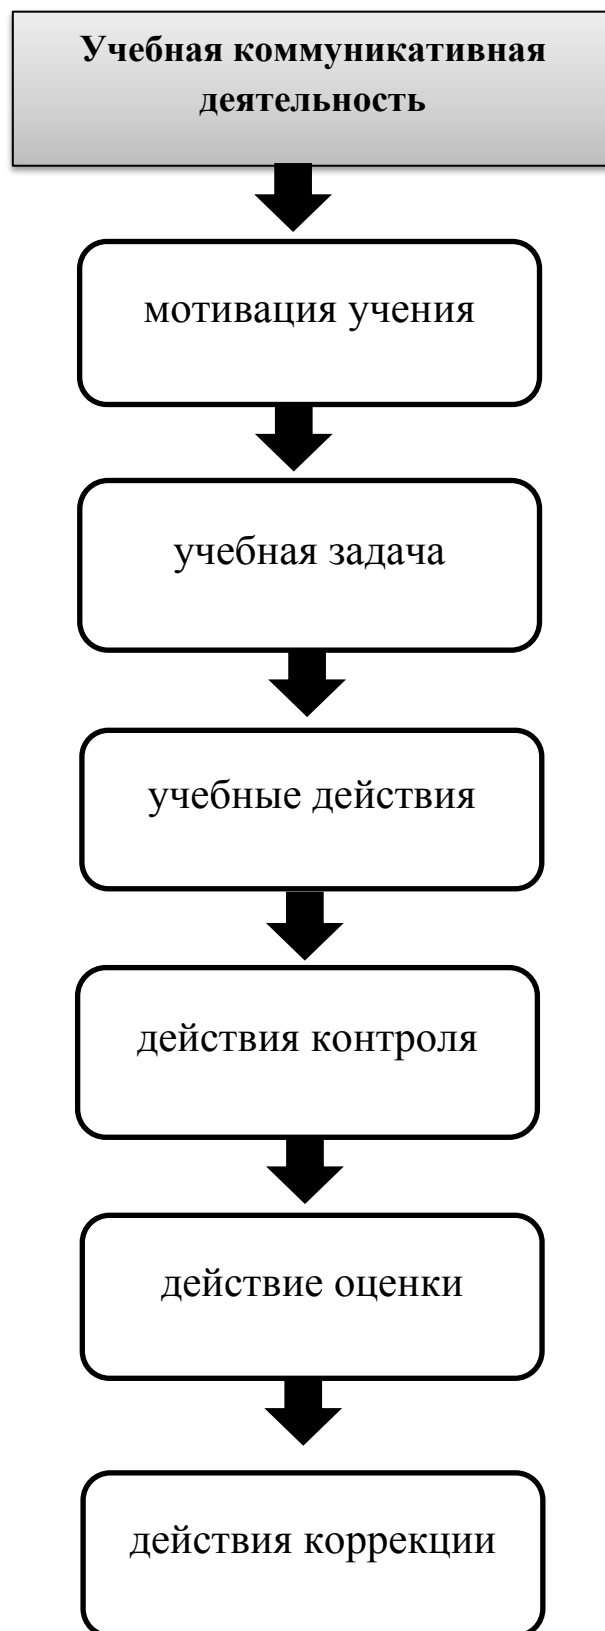 Учебная коммуникативная
деятельность
мотивация учения
учебная задача
учебные действия
действия контроля
действие оценки
действия коррекции